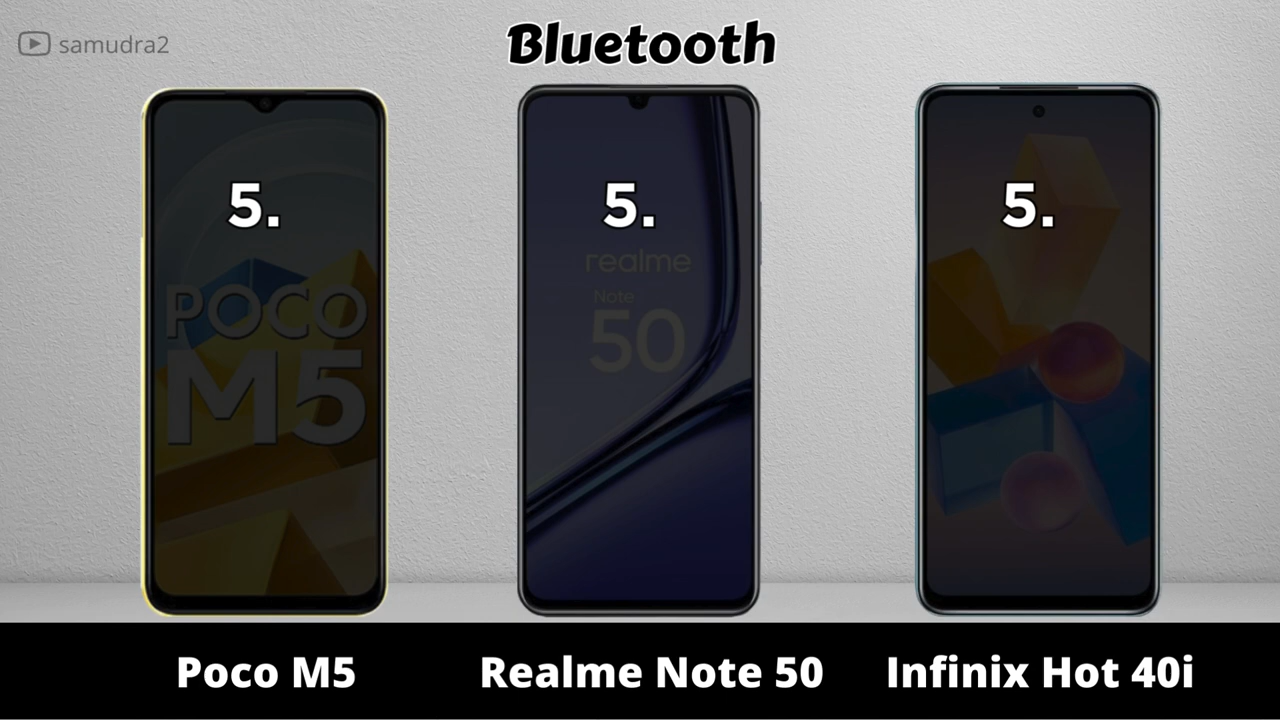 samudra2
Bluetooth
5.
5.
5.
POCO
M5
realme
Note
50
Poco M5
Realme Note 50
Infinix Hot 40i